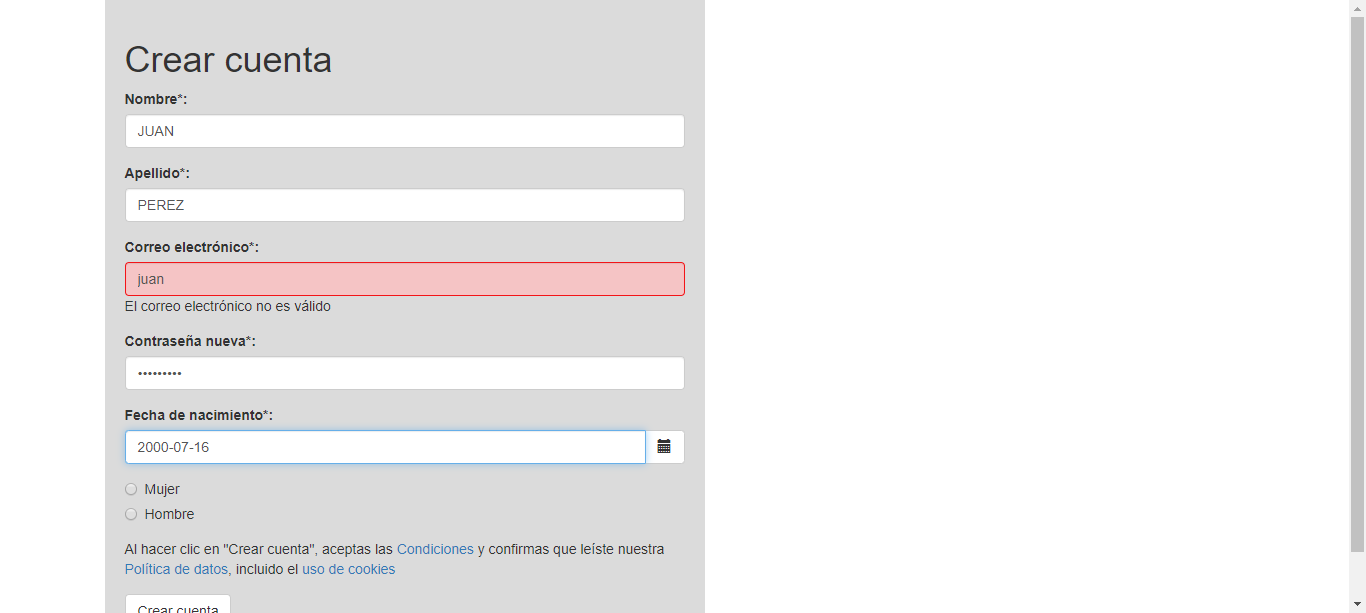 Crear cuenta
Nombre*:
JUAN
Apellido*:
PEREZ
Correo electrónico*:
juan
El correo electrónico no es válido
Contraseña nueva*:
•••••••••
Fecha de nacimiento*:
2000-07-16
Mujer
Hombre
Al hacer clic en "Crear cuenta", aceptas las Condiciones y confirmas que leíste nuestra
Política de datos, incluido el uso de cookies
Crear cuenta